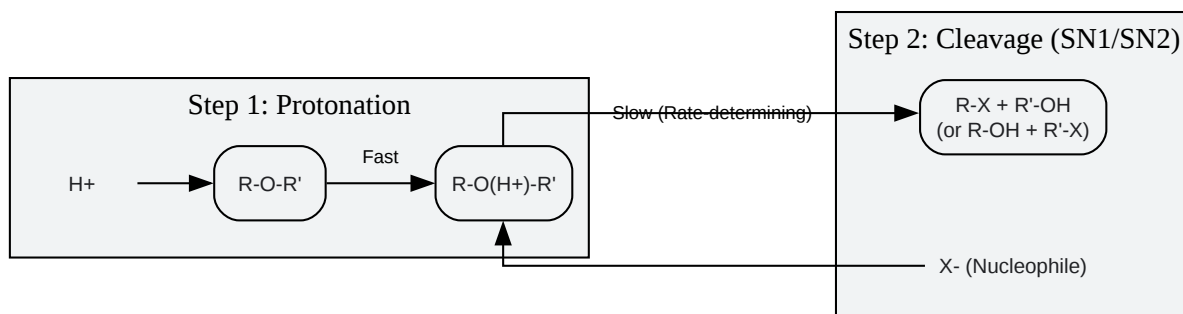 Step 1: Protonation
H+
R-O-R'
Fast
R-O(H+)-R'
Slow (Rate-determining)
Step 2: Cleavage (SN1/SN2)
R-X + R'-OH
(or R-OH + R'-X)
X- (Nucleophile)